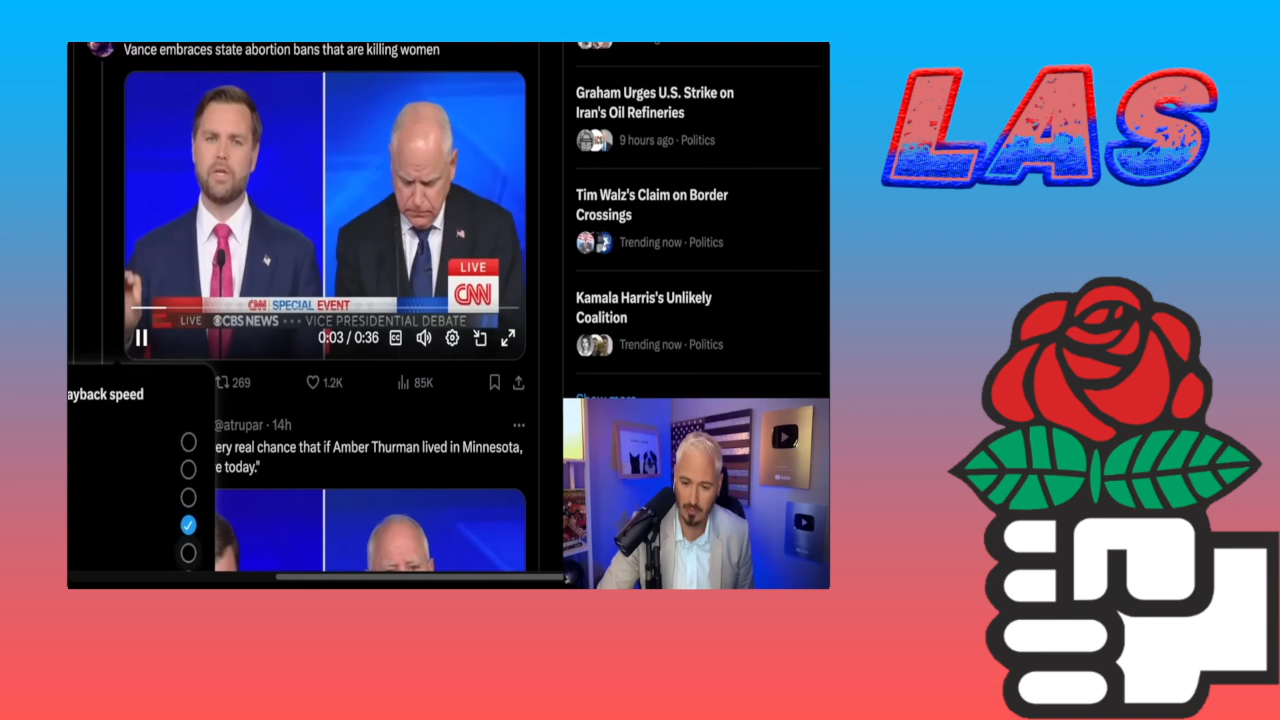 Vance embraces state abortion bans that are killing women
LIVE
CNN
CNN SPECIAL EVENT
LIVE CBS NEWS VICE PRESIDENTIAL DEBATE
0:03 / 0:36
CC
269
1.2K
85K
ayback speed
@atrupar · 14h
ery real chance that if Amber Thurman lived in Minnesota,
e today."
Graham Urges U.S. Strike on
Iran's Oil Refineries
9 hours ago · Politics
Tim Walz's Claim on Border
Crossings
Trending now · Politics
Kamala Harris's Unlikely
Coalition
Trending now · Politics
Show more
LAS